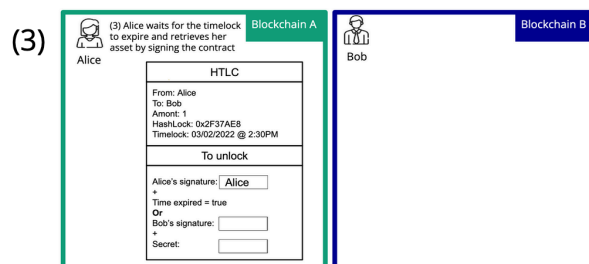 (3)
(3) Alice waits for the timelock
to expire and retrieves her
asset by signing the contract
Blockchain A
Alice
HTLC
From: Alice
To: Bob
Amont: 1
HashLock: 0x2F37AE8
Timelock: 03/02/2022 @ 2:30PM
To unlock
Alice's signature: Alice
+
Time expired = true
Or
Bob's signature:
+
Secret:
Blockchain B
Bob